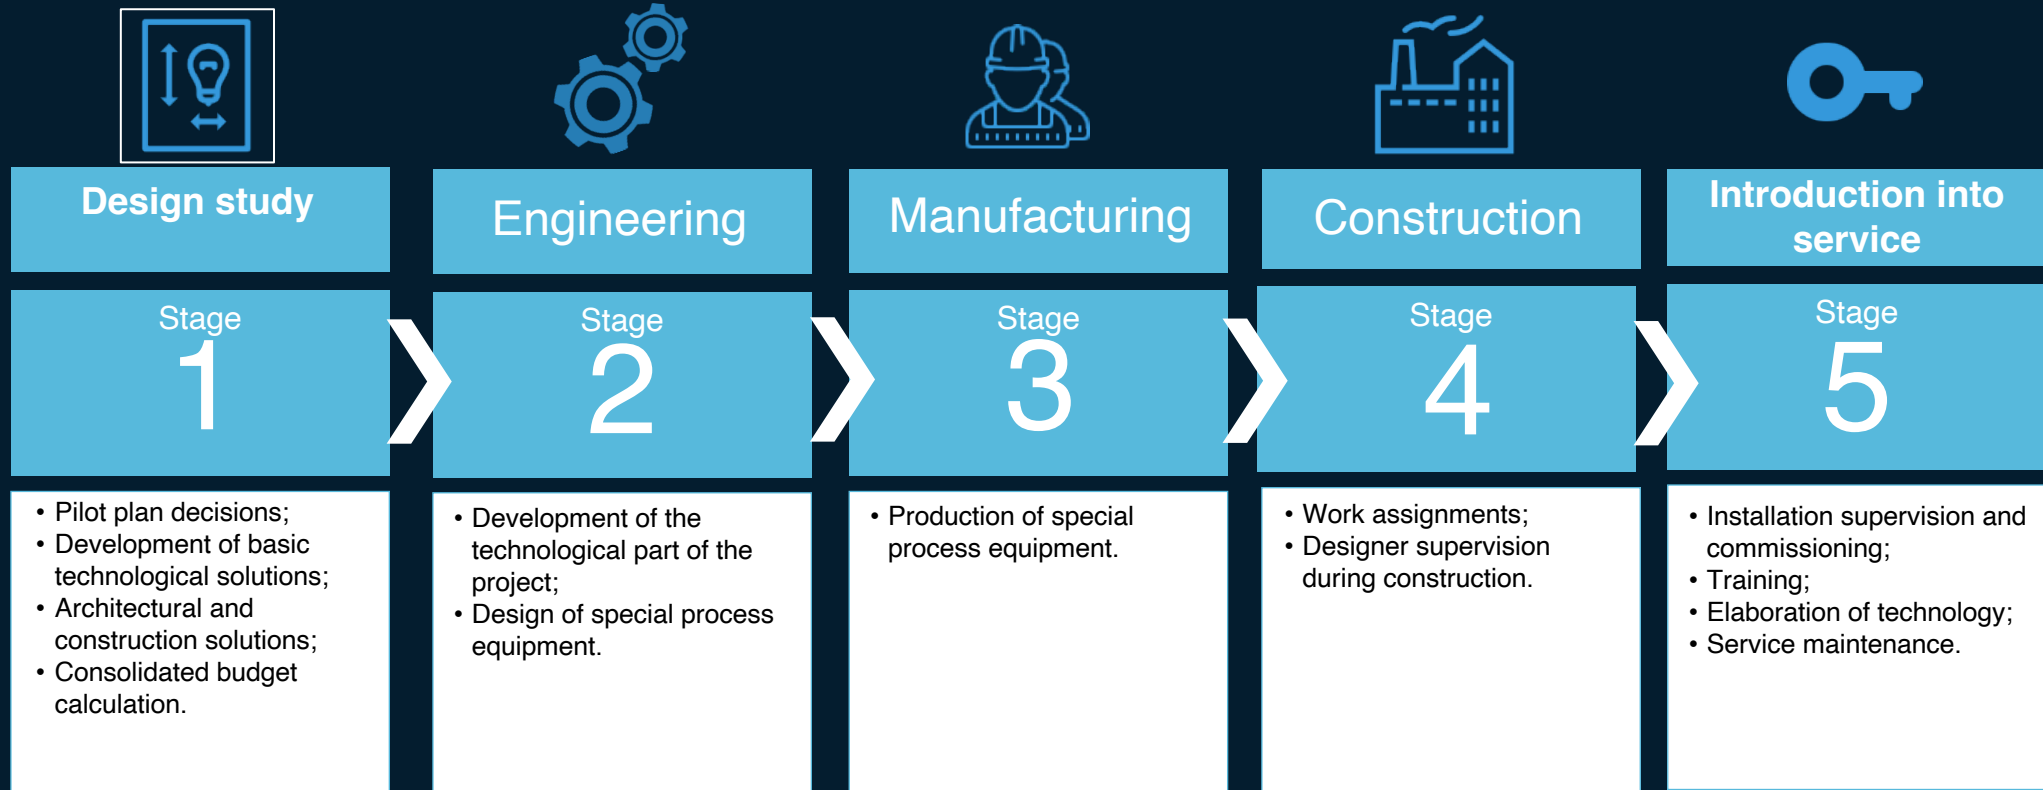 Design study
Engineering
Manufacturing
Construction
Introduction into
service
Stage
1
Stage
2
Stage
3
Stage
4
Stage
5
• Pilot plan decisions;
• Development of basic
technological solutions;
• Architectural and
construction solutions;
• Consolidated budget
calculation.
• Development of the
technological part of the
project;
• Design of special process
equipment.
• Production of special
process equipment.
• Work assignments;
• Designer supervision
during construction.
• Installation supervision and
commissioning;
• Training;
• Elaboration of technology;
• Service maintenance.